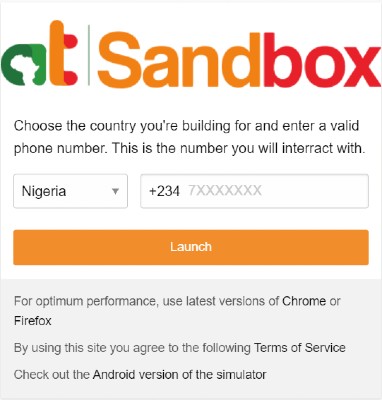 at Sandbox
Choose the country you're building for and enter a valid
phone number. This is the number you will interract with.
Nigeria ▼ +234 7XXXXXXX
Launch
For optimum performance, use latest versions of Chrome or
Firefox
By using this site you agree to the following Terms of Service
Check out the Android version of the simulator